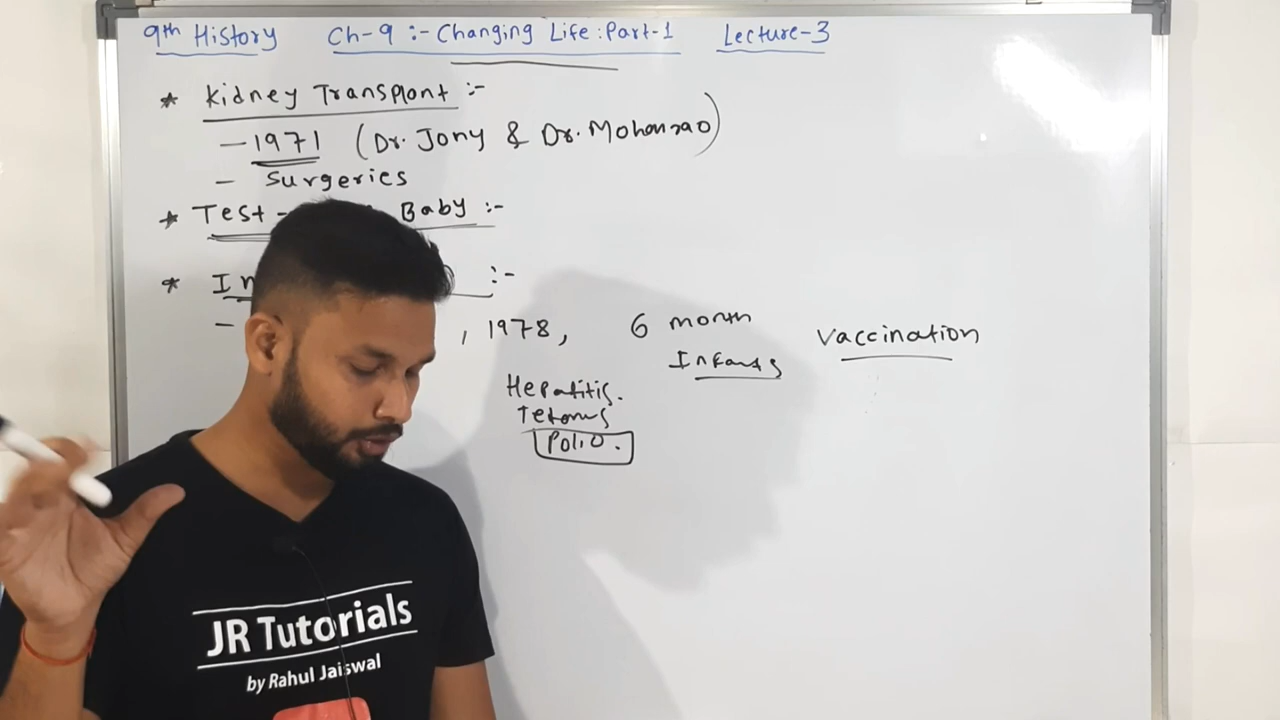 9th History Ch-9 :- Changing Life : Part-1 Lecture-3
* Kidney Transplant :-
- 1971 (Dr. Jony & Dr. Mohanrao)
- Surgeries
* Test - Baby :-
* In :-
- , 1978, 6 month Vaccination
Infants
Hepatitis.
Tetanus
Polio.
JR Tutorials
by Rahul Jaiswal